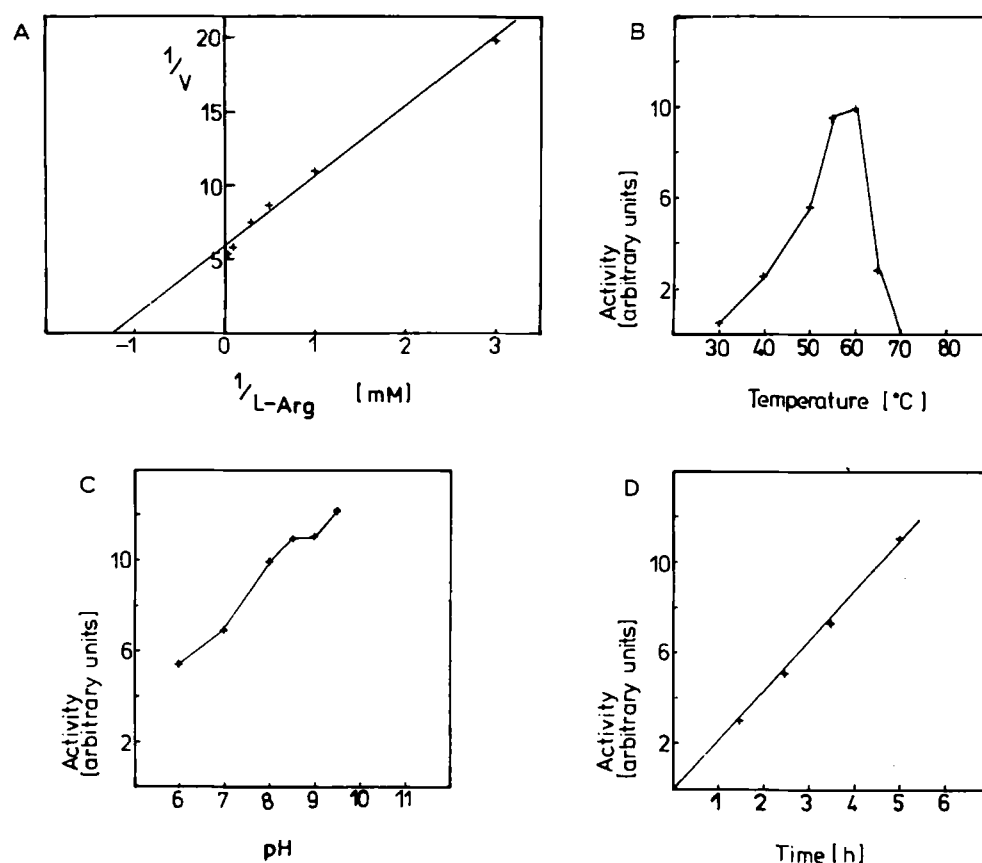 A
1/V
20
15
10
5
-1 0 1 2 3
1/L-Arg [mM]
B
Activity
[arbitrary units]
10
6
2
30 40 50 60 70 80
Temperature [°C]
C
Activity
[arbitrary units]
10
6
2
6 7 8 9 10 11
pH
D
Activity
[arbitrary units]
10
6
2
1 2 3 4 5 6
Time [h]